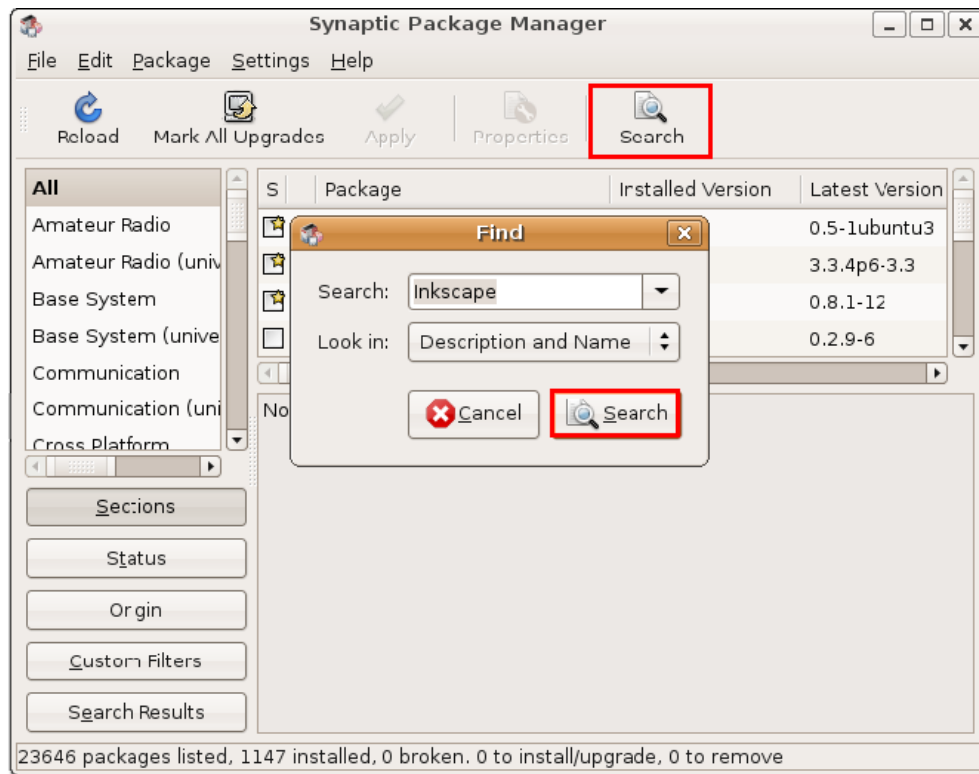 Synaptic Package Manager
File Edit Package Settings Help
Reload Mark All Upgrades Apply Properties Search
All
Amateur Radio
Amateur Radio (univ
Base System
Base System (unive
Communication
Communication (uni
Cross Platform
S Package Installed Version Latest Version
0.5-1ubuntu3
3.3.4p6-3.3
0.8.1-12
0.2.9-6
No
Find
Search: Inkscape
Look in: Description and Name
Cancel Search
Sections
Status
Origin
Custom Filters
Search Results
23646 packages listed, 1147 installed, 0 broken. 0 to install/upgrade, 0 to remove